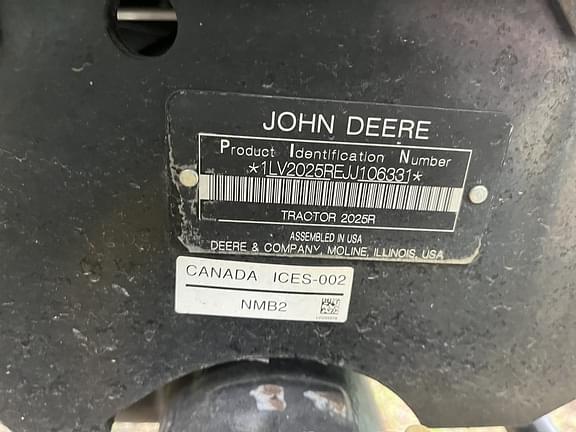 JOHN DEERE
Product Identification Number
*1LV2025REJJ106331*
TRACTOR 2025R
ASSEMBLED IN USA
DEERE & COMPANY MOLINE, ILLINOIS, USA
CANADA ICES-002
NMB2